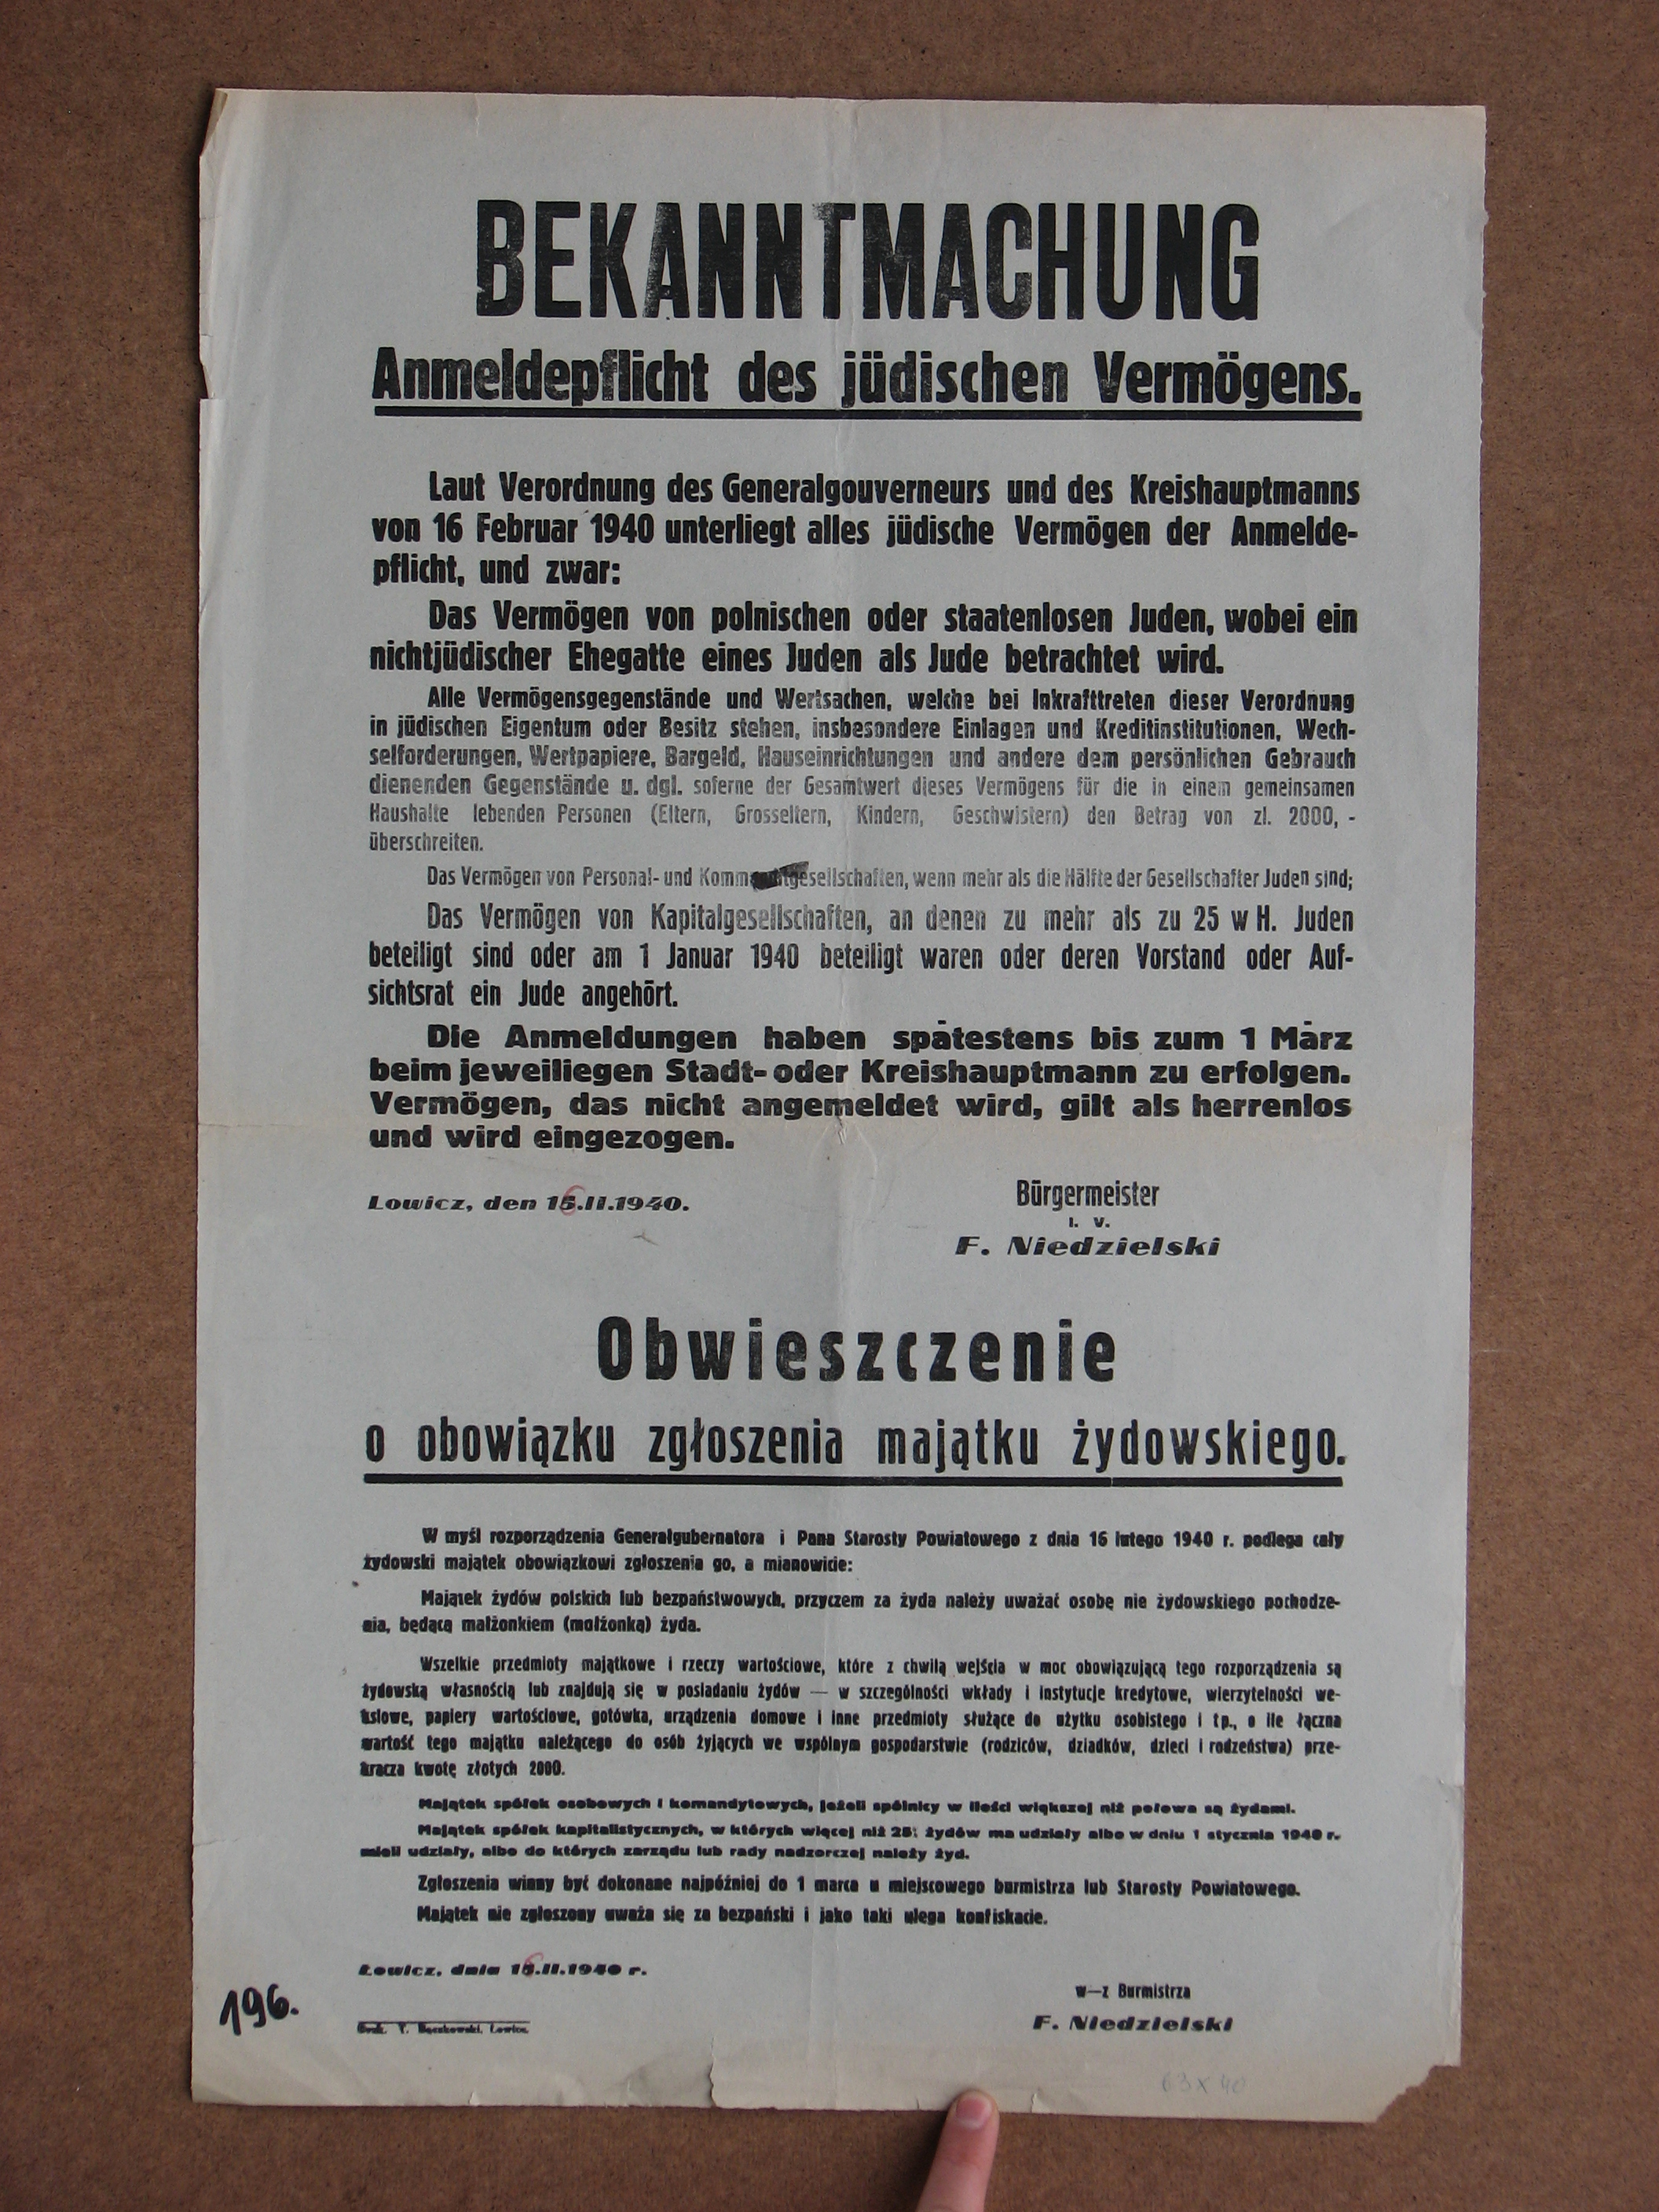 BEKANNTMACHUNG
Anmeldepflicht des jüdischen Vermögens.
Laut Verordnung des Generalgouverneurs und des Kreishauptmanns
von 16 Februar 1940 unterliegt alles jüdische Vermögen der Anmelde-
pflicht, und zwar:
Das Vermögen von polnischen oder staatenlosen Juden, wobei ein
nichtjüdischer Ehegatte eines Juden als Jude betrachtet wird.
Alle Vermögensgegenstände und Wertsachen, welche bei Inkrafttreten dieser Verordnung
in jüdischen Eigentum oder Besitz stehen, insbesondere Einlagen und Kreditinstitutionen, Wech-
selforderungen, Wertpapiere, Bargeld, Hauseinrichtungen und andere dem persönlichen Gebrauch
dienenden Gegenstände u. dgl. soferne der Gesamtwert dieses Vermögens für die in einem gemeinsamen
Haushalte lebenden Personen (Eltern, Grosseltern, Kindern, Geschwistern) den Betrag von zl. 2000, -
überschreiten.
Das Vermögen von Personal- und gesellschaften, wenn mehr als die Hälfte der Gesellschafter Juden sind;
Das Vermögen von Kapitalgesellschaften, an denen zu mehr als zu 25 w H. Juden
beteiligt sind oder am 1 Januar 1940 beteiligt waren oder deren Vorstand oder Auf-
sichtsrat ein Jude angehört.
Die Anmeldungen haben spätestens bis zum 1 März
beim jeweiliegen Stadt- oder Kreishauptmann zu erfolgen.
Vermögen, das nicht angemeldet wird, gilt als herrenlos
und wird eingezogen.
Lowicz, den 16.II.1940.
Bürgermeister
I. V.
F. Niedzielski
Obwieszczenie
o obowiązku zgłoszenia majątku żydowskiego.
W myśl rozporządzenia Generalgubernatora i Pana Starosty Powiatowego z dnia 16 lutego 1940 r. podlega cały
żydowski majątek obowiązkowi zgłoszenia go, a mianowicie:
Majątek żydów polskich lub bezpaństwowych, przyczem za żyda należy uważać osobę nie żydowskiego pochodze-
nia, będącą małżonkiem (małżonką) żyda.
Wszelkie przedmioty majątkowe i rzeczy wartościowe, które z chwilą wejścia w moc obowiązującą tego rozporządzenia są
żydowską własnością lub znajdują się w posiadaniu żydów — w szczególności wkłady i instytucje kredytowe, wierzytelności we-
kslowe, papiery wartościowe, gotówka, urządzenia domowe i inne przedmioty służące do użytku osobistego i tp., o ile łączna
wartość tego majątku należącego do osób żyjących we wspólnym gospodarstwie (rodziców, dziadków, dzieci i rodzeństwa) prze-
kracza kwotę złotych 2000.
Majątek spółek osobowych i komandytowych, jeżeli spólnicy w ilości większej niż połowa są żydami.
Majątek spółek kapitalistycznych, w których więcej niż 25% żydów ma udziały albo w dniu 1 stycznia 1940 r.
mieli udziały, albo do których zarządu lub rady nadzorczej należy żyd.
Zgłoszenia winny być dokonane najpóźniej do 1 marca u miejscowego burmistrza lub Starosty Powiatowego.
Majątek nie zgłoszony uważa się za bezpański i jako taki ulega konfiskacie.
Łowicz, dnia 16.II.1940 r.
w—z Burmistrza
F. Niedzielski
196.
Druk. Łowicz.
63 x 40